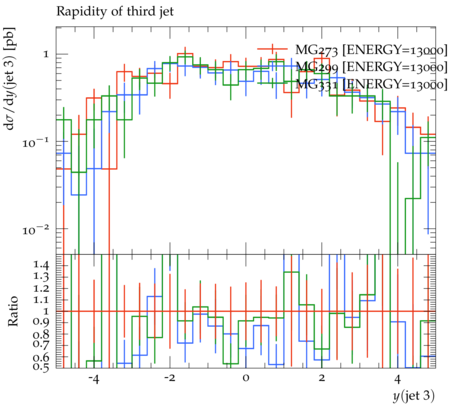 Rapidity of third jet
dσ/dy(jet 3) [pb]
MG273 [ENERGY=13000]
MG299 [ENERGY=13000]
MG331 [ENERGY=13000]
1
10⁻¹
10⁻²
Ratio
1.4
1.3
1.2
1.1
1
0.9
0.8
0.7
0.6
0.5
-4 -2 0 2 4
y(jet 3)